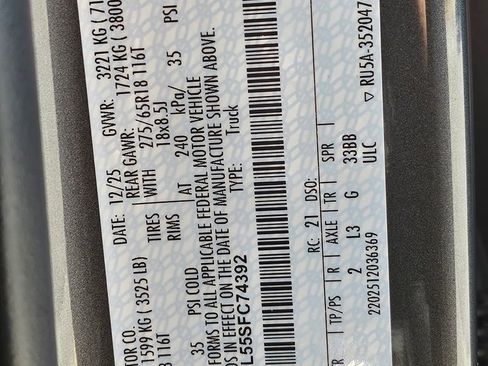 TOR CO. DATE: 12/25 GVWR: 3221 KG ( 71
1599 KG ( 3525 LB) REAR GAWR: 1724 KG ( 3800
116T TIRES WITH 275/65R18 116T
RIMS 18x8.5J
35 PSI COLD AT 240 kPa/ 35 PSI
FORMS TO ALL APPLICABLE FEDERAL MOTOR VEHICLE
DS IN EFFECT ON THE DATE OF MANUFACTURE SHOWN ABOVE.
L55SFC74392 TYPE: Truck
RC: 21 DSO:
TR TP/PS R AXLE TR SPR
2 L3 G 33BB
ULC
2202512036369 ▽ RU5A-352047